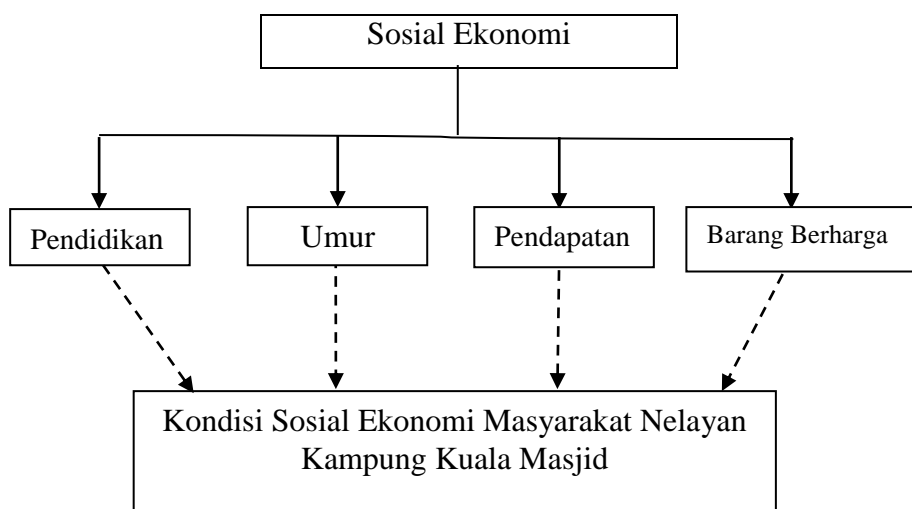 Sosial Ekonomi
Pendidikan
Umur
Pendapatan
Barang Berharga
Kondisi Sosial Ekonomi Masyarakat Nelayan
Kampung Kuala Masjid